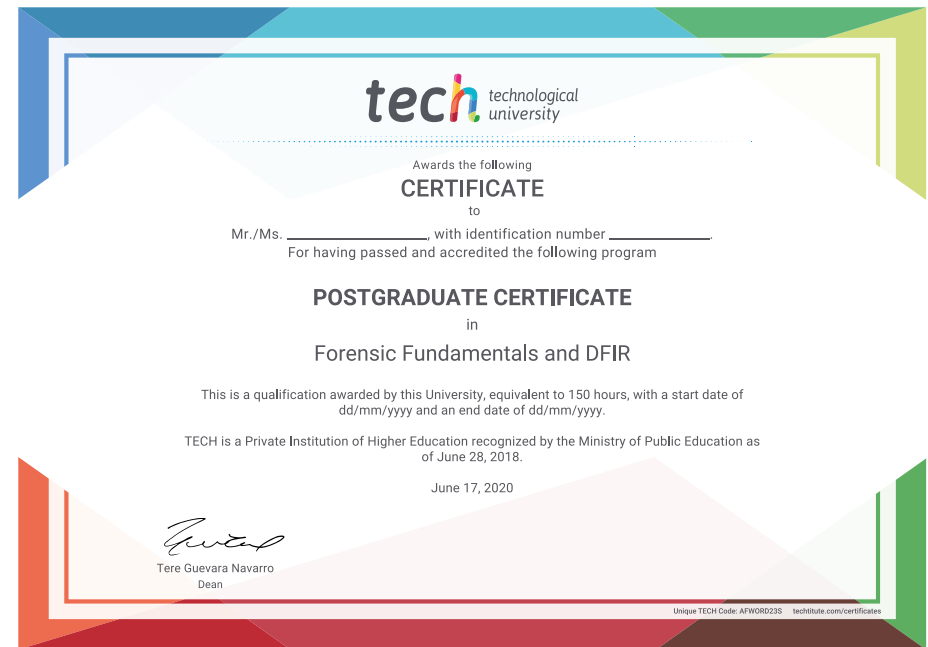 tech technological
university
Awards the following
CERTIFICATE
to
Mr./Ms. ____________________, with identification number ______________.
For having passed and accredited the following program
POSTGRADUATE CERTIFICATE
in
Forensic Fundamentals and DFIR
This is a qualification awarded by this University, equivalent to 150 hours, with a start date of
dd/mm/yyyy and an end date of dd/mm/yyyy.
TECH is a Private Institution of Higher Education recognized by the Ministry of Public Education as
of June 28, 2018.
June 17, 2020
Tere Guevara Navarro
Dean
Unique TECH Code: AFWORD23S techtitute.com/certificates